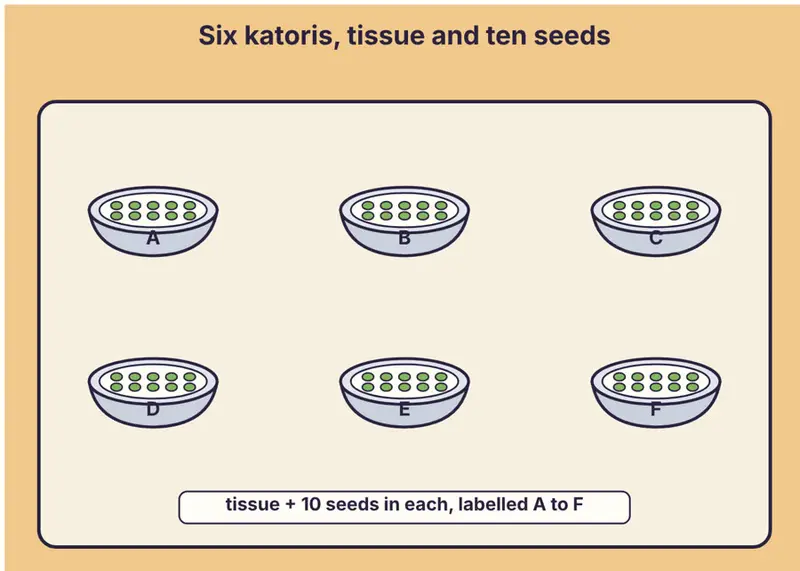 Six katoris, tissue and ten seeds
A
B
C
D
E
F
tissue + 10 seeds in each, labelled A to F